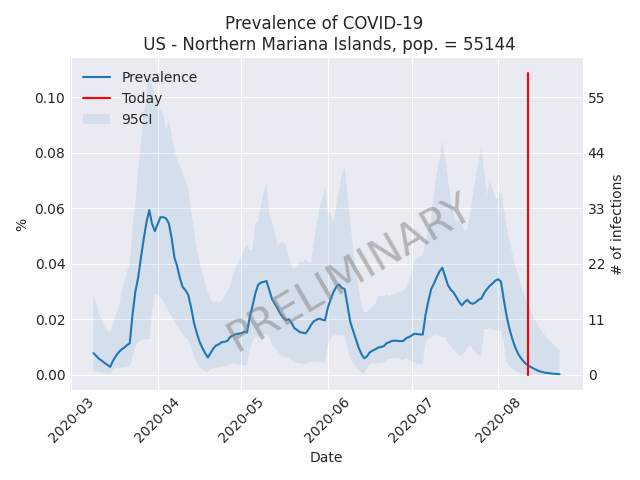 Prevalence of COVID-19
US - Northern Mariana Islands, pop. = 55144
Prevalence
Today
95CI
PRELIMINARY
%
0.10
0.08
0.06
0.04
0.02
0.00
55
44
33
22
11
0
# of infections
2020-03
2020-04
2020-05
2020-06
2020-07
2020-08
Date